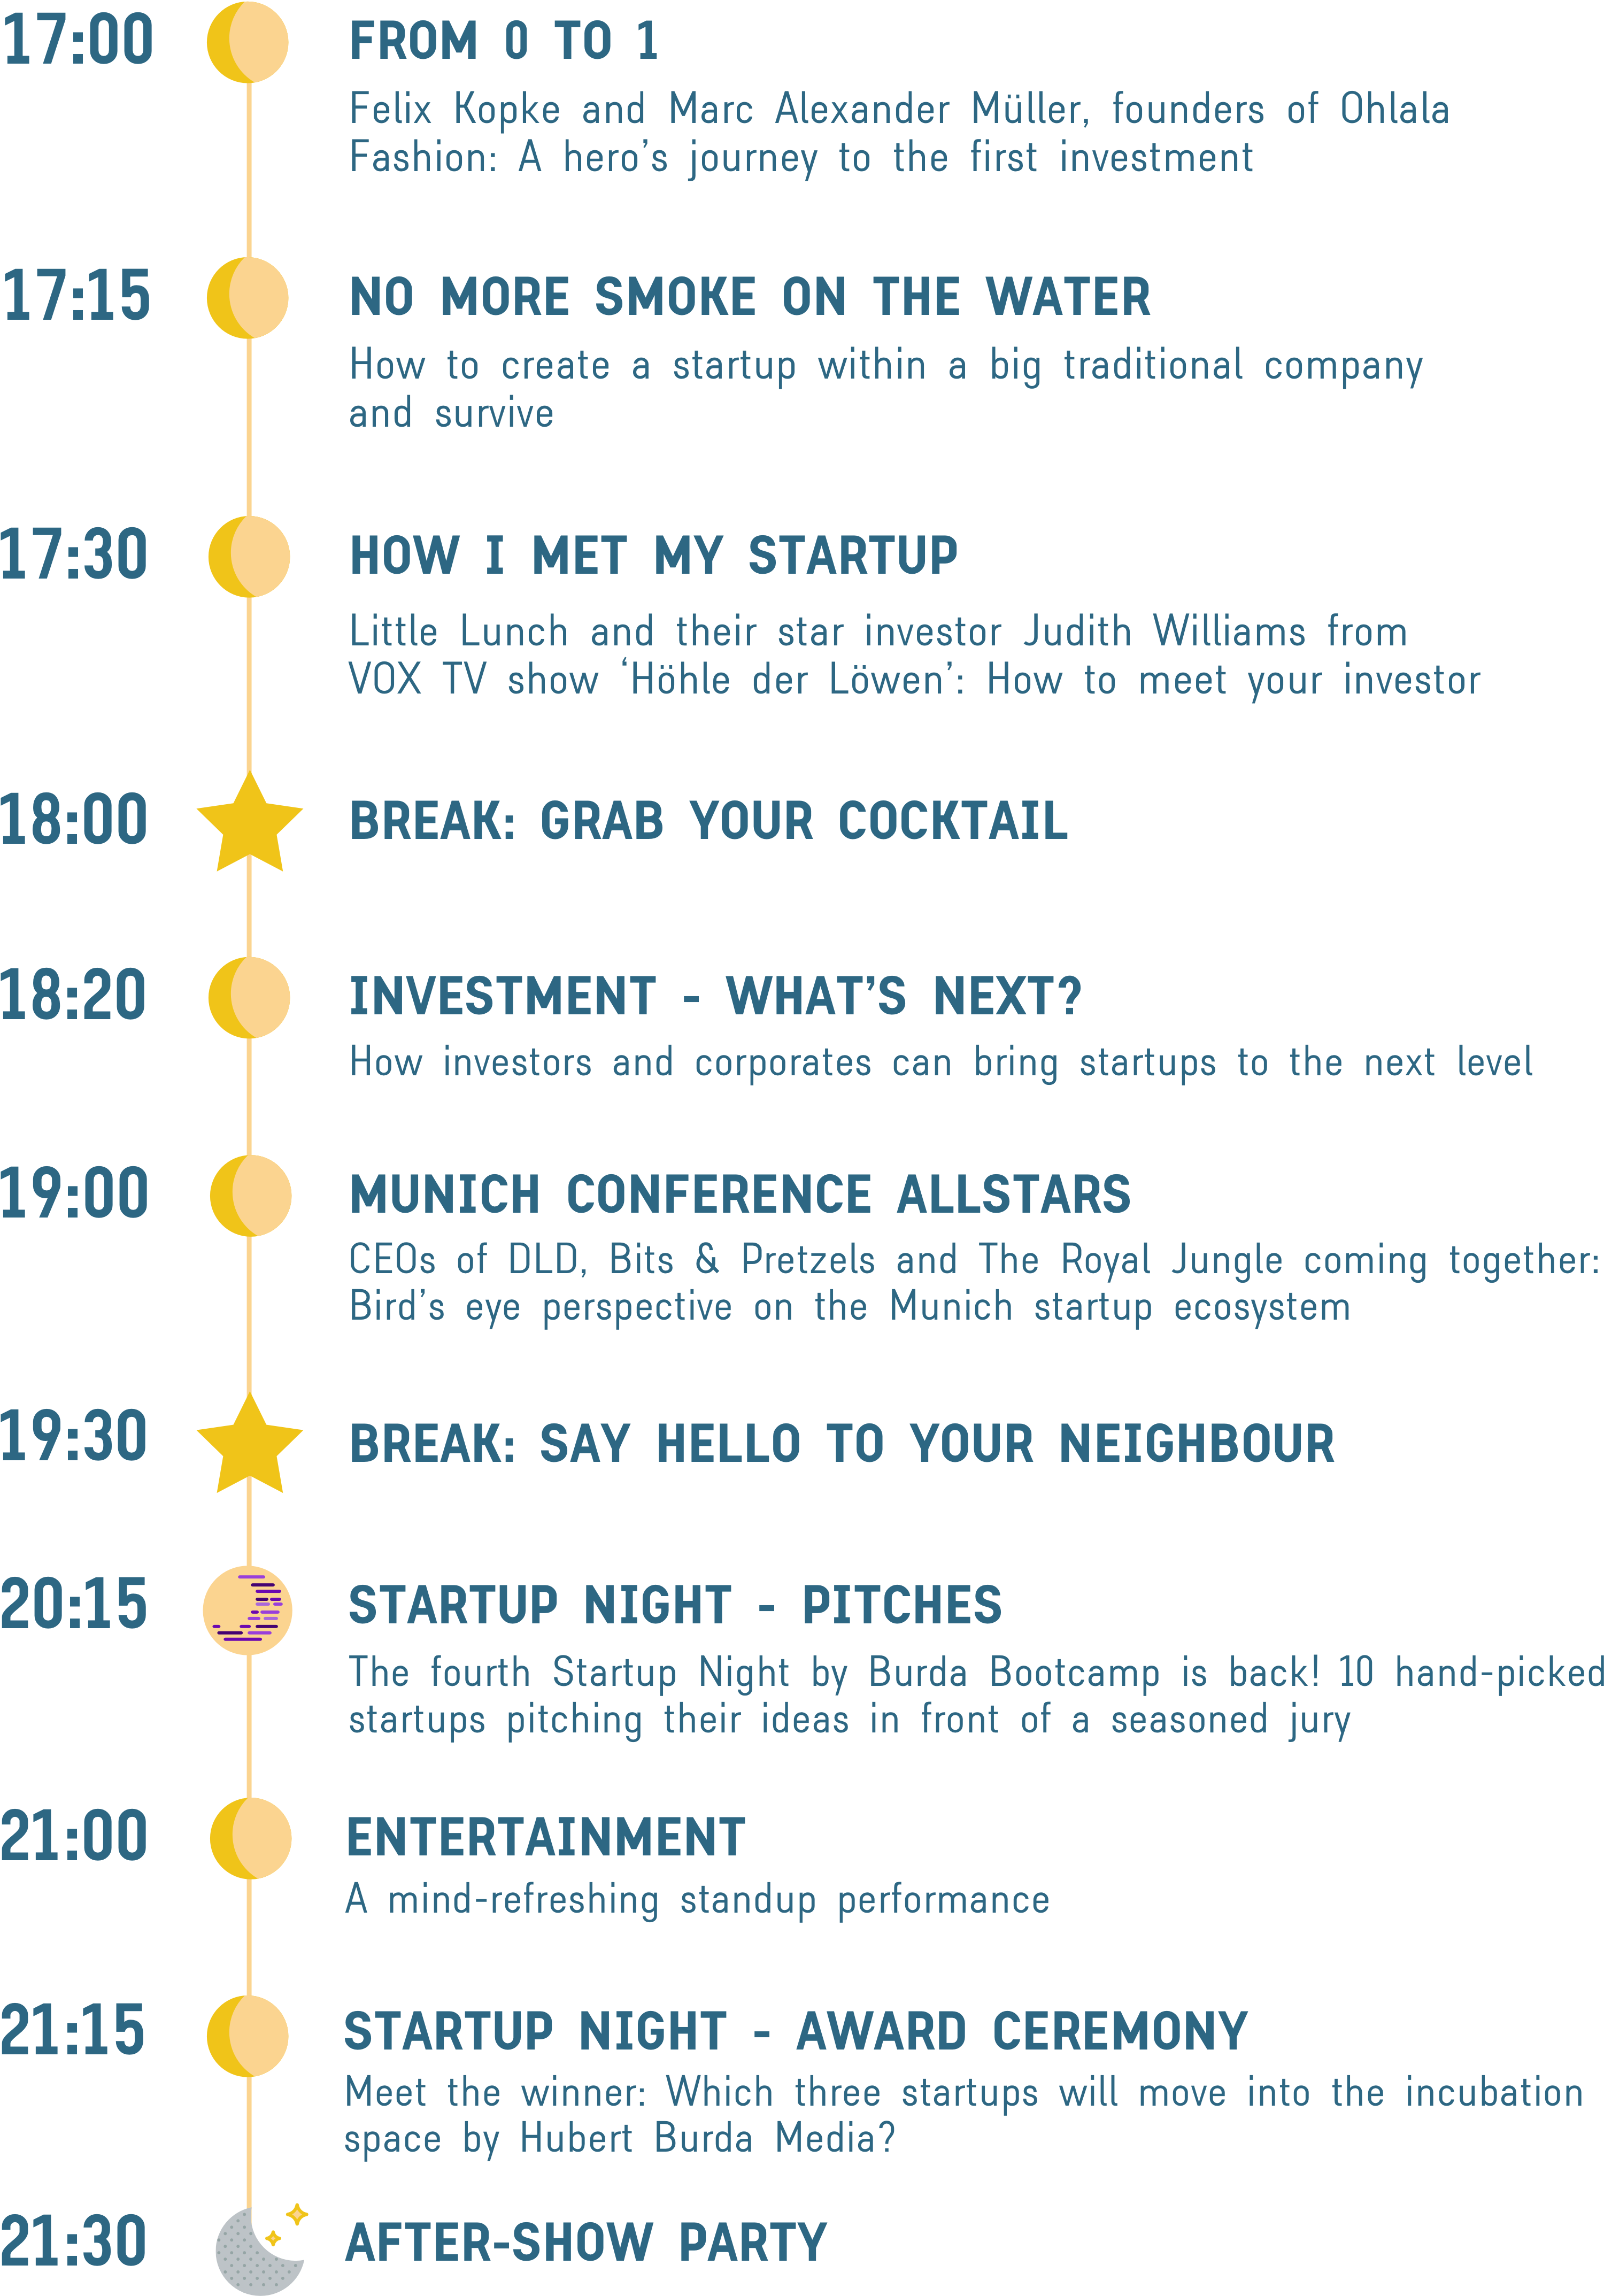 17:00 FROM 0 TO 1
Felix Kopke and Marc Alexander Müller, founders of Ohlala
Fashion: A hero’s journey to the first investment
17:15 NO MORE SMOKE ON THE WATER
How to create a startup within a big traditional company
and survive
17:30 HOW I MET MY STARTUP
Little Lunch and their star investor Judith Williams from
VOX TV show ‘Höhle der Löwen’: How to meet your investor
18:00 BREAK: GRAB YOUR COCKTAIL
18:20 INVESTMENT - WHAT’S NEXT?
How investors and corporates can bring startups to the next level
19:00 MUNICH CONFERENCE ALLSTARS
CEOs of DLD, Bits & Pretzels and The Royal Jungle coming together:
Bird’s eye perspective on the Munich startup ecosystem
19:30 BREAK: SAY HELLO TO YOUR NEIGHBOUR
20:15 STARTUP NIGHT - PITCHES
The fourth Startup Night by Burda Bootcamp is back! 10 hand-picked
startups pitching their ideas in front of a seasoned jury
21:00 ENTERTAINMENT
A mind-refreshing standup performance
21:15 STARTUP NIGHT - AWARD CEREMONY
Meet the winner: Which three startups will move into the incubation
space by Hubert Burda Media?
21:30 AFTER-SHOW PARTY